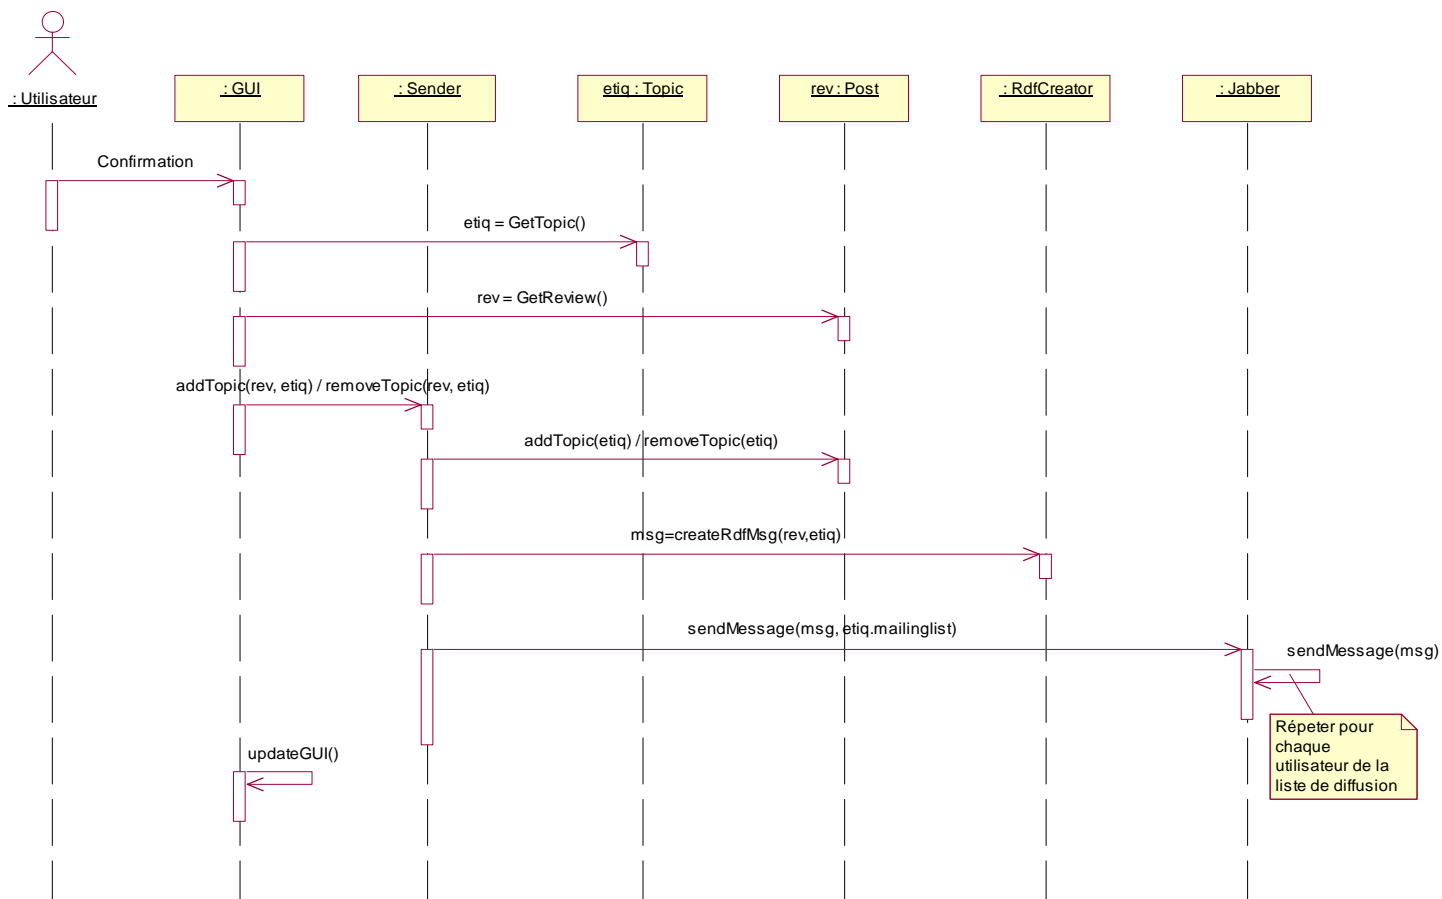 : Utilisateur
: GUI
: Sender
etiq : Topic
rev : Post
: RdfCreator
: Jabber
Confirmation
etiq = GetTopic()
rev = GetReview()
addTopic(rev, etiq) / removeTopic(rev, etiq)
addTopic(etiq) / removeTopic(etiq)
msg=createRdfMsg(rev,etiq)
sendMessage(msg, etiq.mailinglist)
sendMessage(msg)
Répeter pour
chaque
utilisateur de la
liste de diffusion
updateGUI()